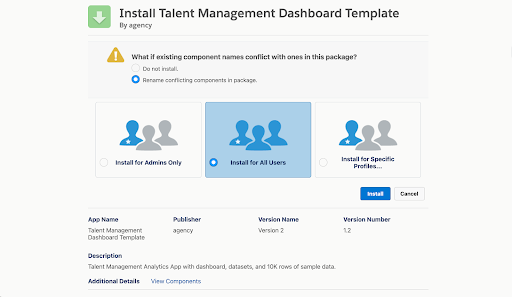 Install Talent Management Dashboard Template
By agency
What if existing component names conflict with ones in this package?
Do not install.
Rename conflicting components in package.
Install for Admins Only
Install for All Users
Install for Specific
Profiles...
Install
Cancel
App Name
Publisher
Version Name
Version Number
Talent Management
Dashboard Template
agency
Version 2
1.2
Description
Talent Management Analytics App with dashboard, datasets, and 10K rows of sample data.
Additional Details
View Components